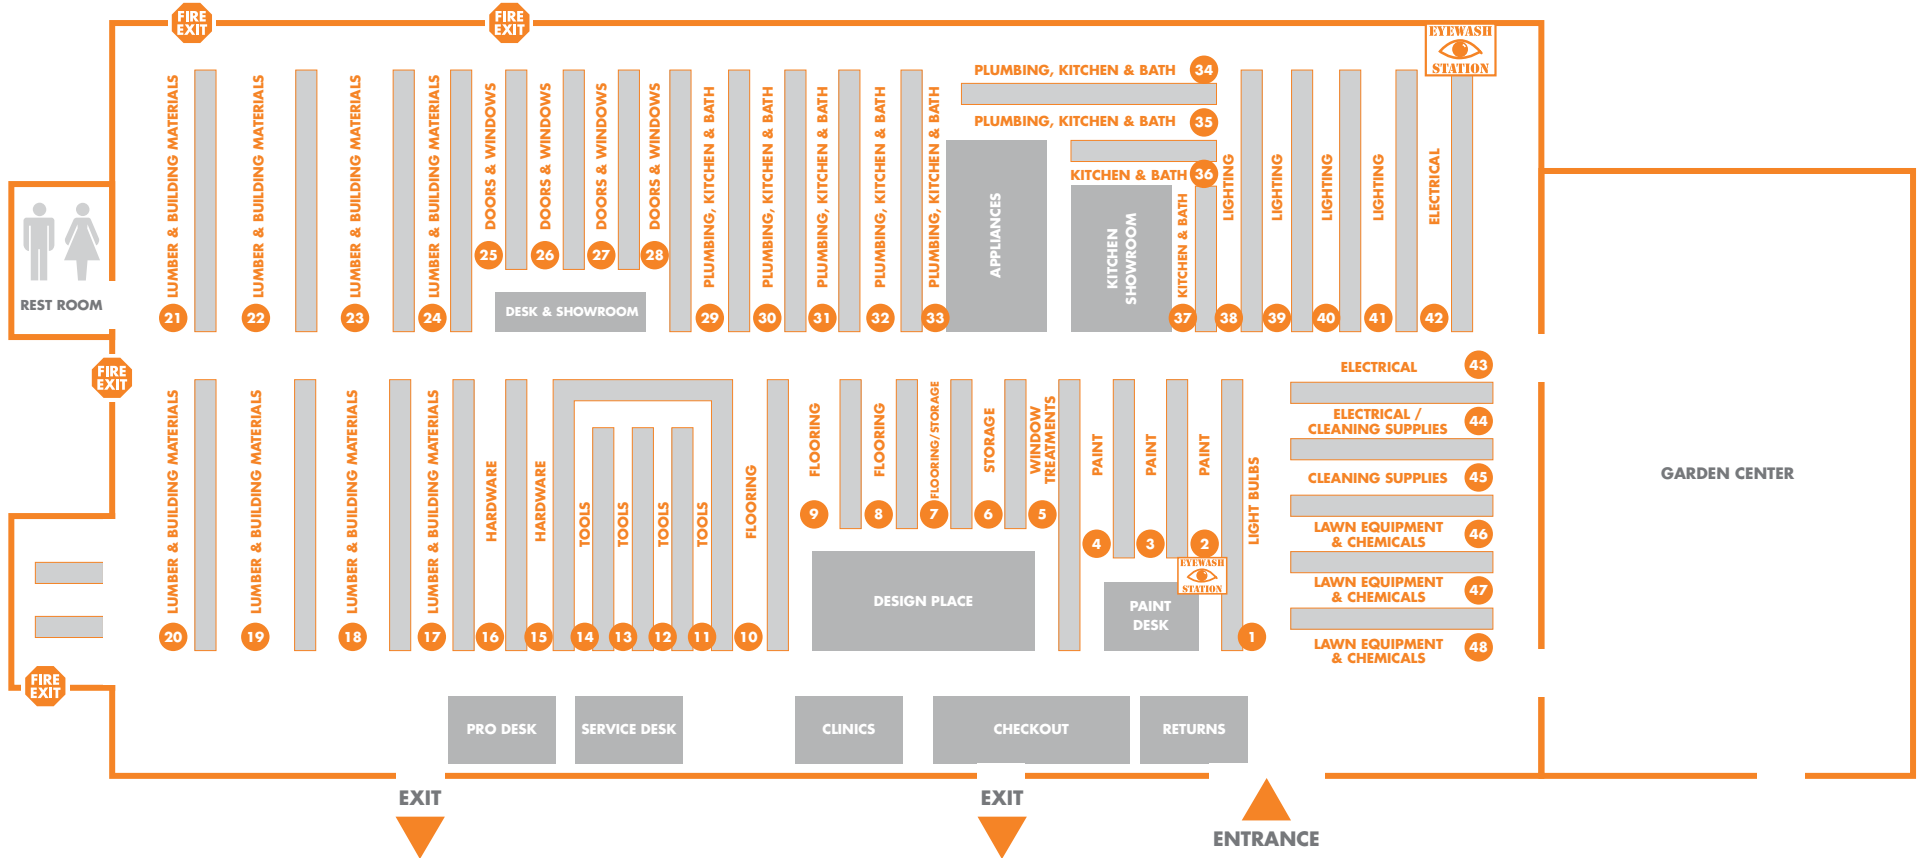 FIRE
EXIT
FIRE
EXIT
EYEWASH
STATION
LUMBER & BUILDING MATERIALS
21
LUMBER & BUILDING MATERIALS
22
LUMBER & BUILDING MATERIALS
23
LUMBER & BUILDING MATERIALS
24
DOORS & WINDOWS
25
DOORS & WINDOWS
26
DOORS & WINDOWS
27
DOORS & WINDOWS
28
DESK & SHOWROOM
PLUMBING, KITCHEN & BATH
29
PLUMBING, KITCHEN & BATH
30
PLUMBING, KITCHEN & BATH
31
PLUMBING, KITCHEN & BATH
32
PLUMBING, KITCHEN & BATH
33
PLUMBING, KITCHEN & BATH 34
PLUMBING, KITCHEN & BATH 35
KITCHEN & BATH 36
APPLIANCES
KITCHEN
SHOWROOM
KITCHEN & BATH
37
LIGHTING
38
LIGHTING
39
LIGHTING
40
LIGHTING
41
ELECTRICAL
42
REST ROOM
FIRE
EXIT
LUMBER & BUILDING MATERIALS
20
LUMBER & BUILDING MATERIALS
19
LUMBER & BUILDING MATERIALS
18
LUMBER & BUILDING MATERIALS
17
HARDWARE
16
HARDWARE
15
TOOLS
14
TOOLS
13
TOOLS
12
TOOLS
11
FLOORING
10
FLOORING
9
FLOORING
8
FLOORING/STORAGE
7
STORAGE
6
WINDOW
TREATMENTS
5
PAINT
4
PAINT
3
PAINT
2
EYEWASH
STATION
LIGHT BULBS
1
DESIGN PLACE
PAINT
DESK
ELECTRICAL 43
ELECTRICAL /
CLEANING SUPPLIES
44
CLEANING SUPPLIES 45
LAWN EQUIPMENT
& CHEMICALS
46
LAWN EQUIPMENT
& CHEMICALS
47
LAWN EQUIPMENT
& CHEMICALS
48
GARDEN CENTER
FIRE
EXIT
PRO DESK
SERVICE DESK
CLINICS
CHECKOUT
RETURNS
EXIT
EXIT
ENTRANCE